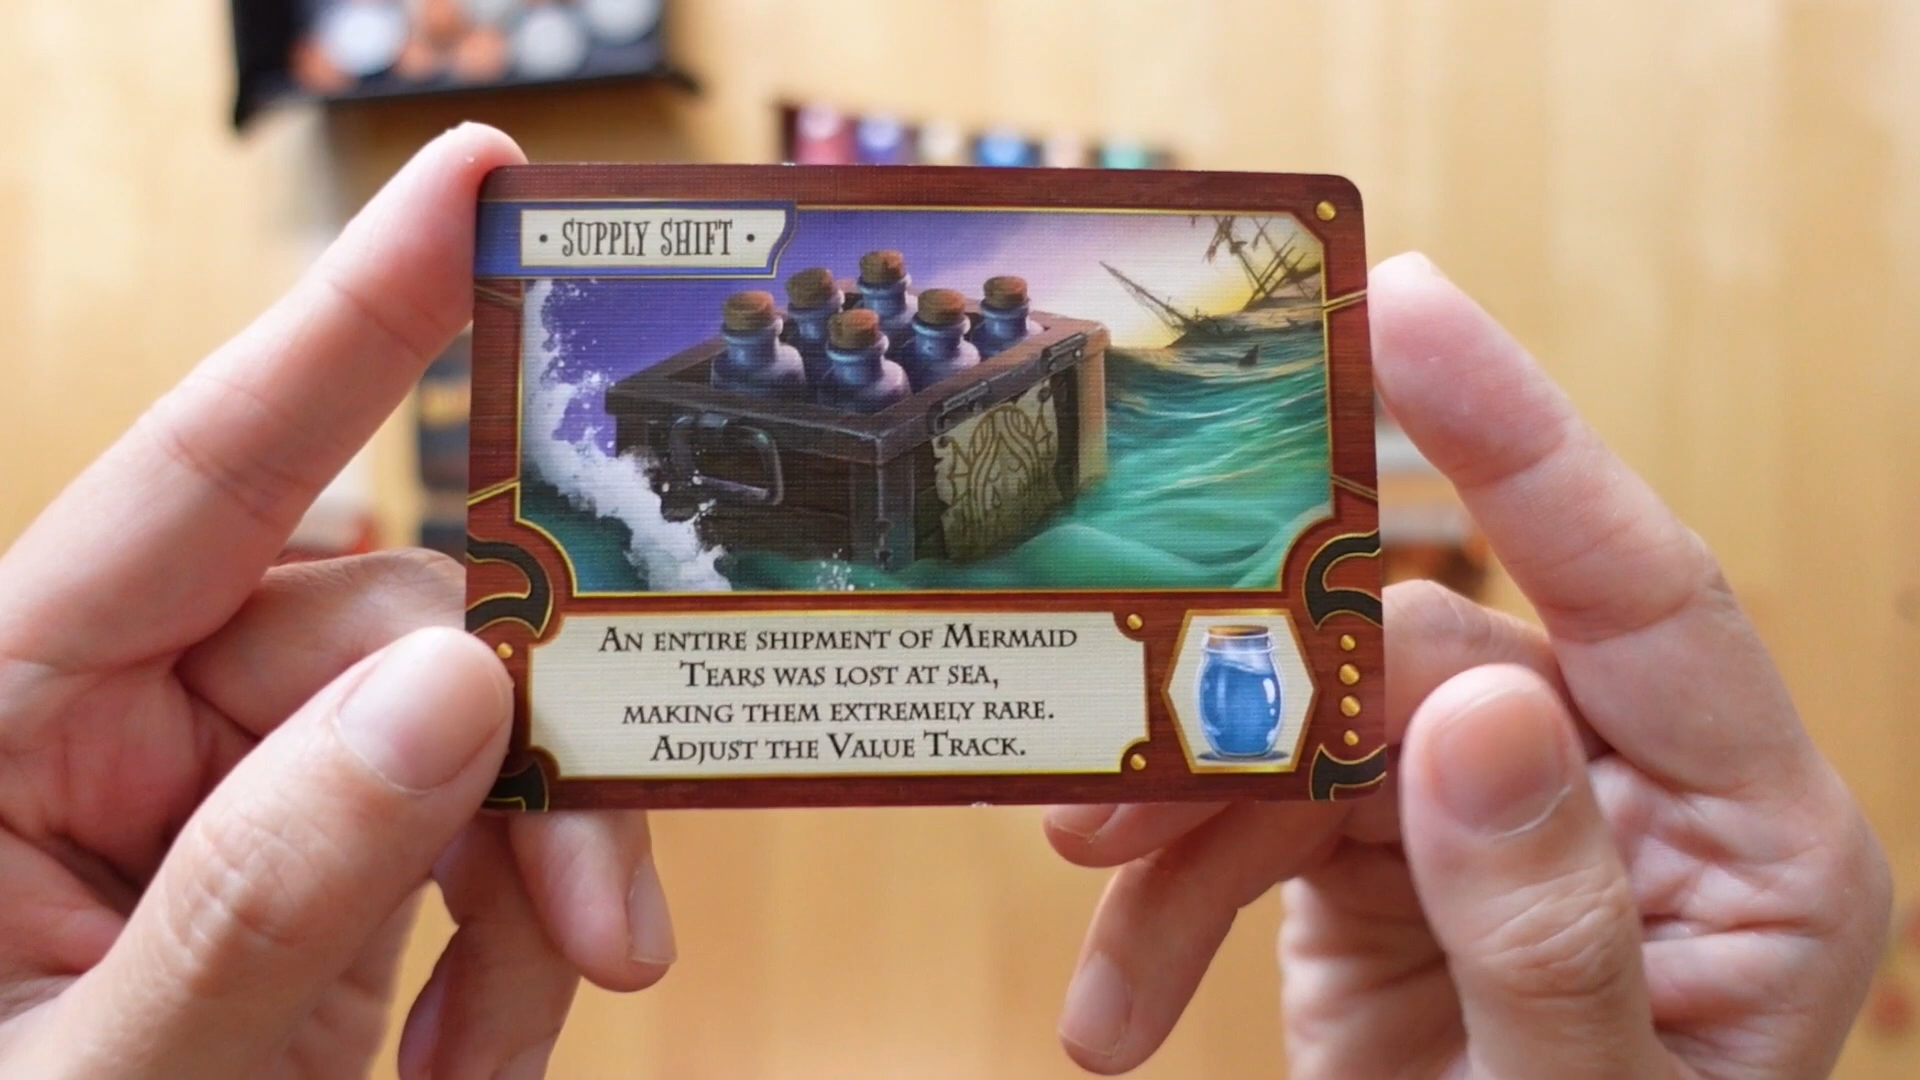 • SUPPLY SHIFT •
AN ENTIRE SHIPMENT OF MERMAID
TEARS WAS LOST AT SEA,
MAKING THEM EXTREMELY RARE.
ADJUST THE VALUE TRACK.